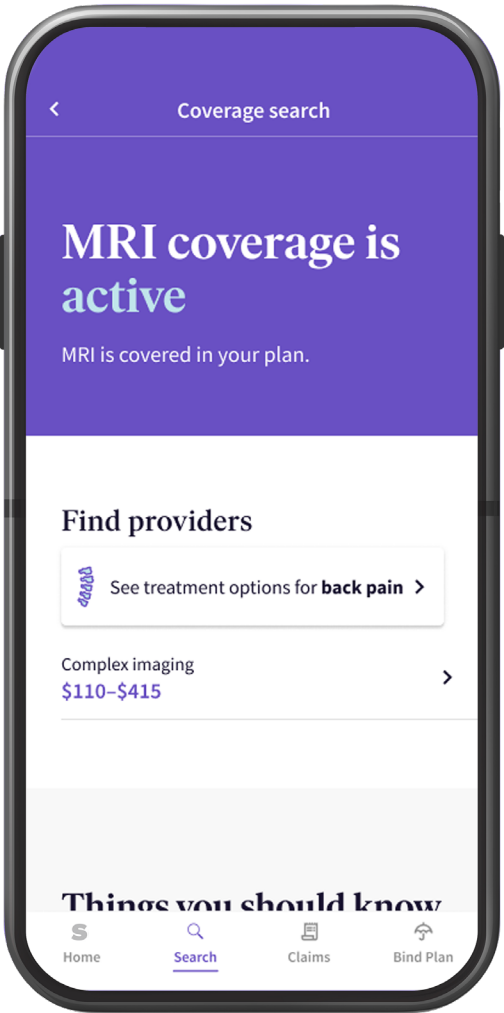 Coverage search
MRI coverage is
active
MRI is covered in your plan.
Find providers
See treatment options for back pain
Complex imaging
$110–$415
Things you should know
Home
Search
Claims
Bind Plan